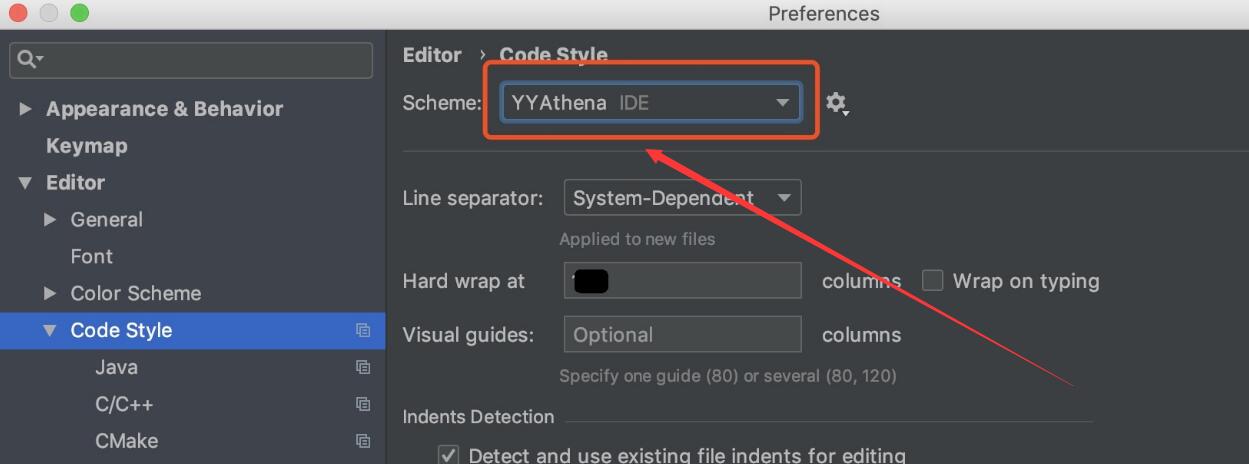 Preferences
Appearance & Behavior
Keymap
Editor
General
Font
Color Scheme
Code Style
Java
C/C++
CMake
Editor › Code Style
Scheme: YYAthena IDE
Line separator: System-Dependent
Applied to new files
Hard wrap at columns Wrap on typing
Visual guides: Optional columns
Specify one guide (80) or several (80, 120)
Indents Detection
Detect and use existing file indents for editing